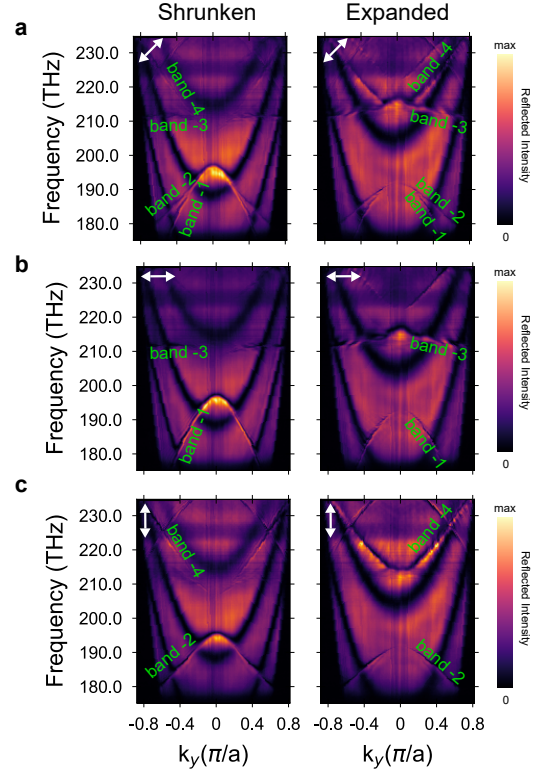 Shrunken Expanded
a
Frequency (THz)
230.0
220.0
210.0
200.0
190.0
180.0
band -4
band -3
band -2
band -1
band -4
band -3
band -2
band -1
max
Reflected Intensity
0
b
Frequency (THz)
230.0
220.0
210.0
200.0
190.0
180.0
band -3
band -1
band -3
band -1
max
Reflected Intensity
0
c
Frequency (THz)
230.0
220.0
210.0
200.0
190.0
180.0
band -4
band -2
band -4
band -2
max
Reflected Intensity
0
-0.8 -0.4 0 0.4 0.8 -0.8 -0.4 0 0.4 0.8
k_y(π/a) k_y(π/a)